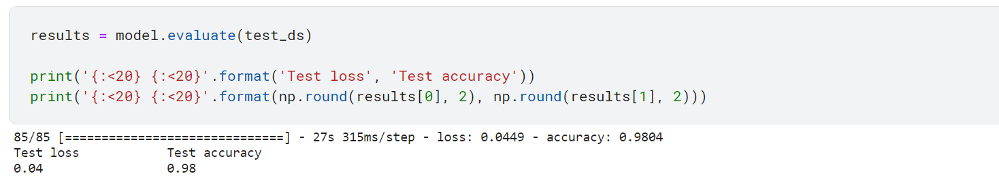 results = model.evaluate(test_ds)
print('{:<20} {:<20}'.format('Test loss', 'Test accuracy'))
print('{:<20} {:<20}'.format(np.round(results[0], 2), np.round(results[1], 2)))
85/85 [==============================] - 27s 315ms/step - loss: 0.0449 - accuracy: 0.9804
Test loss            Test accuracy
0.04                 0.98